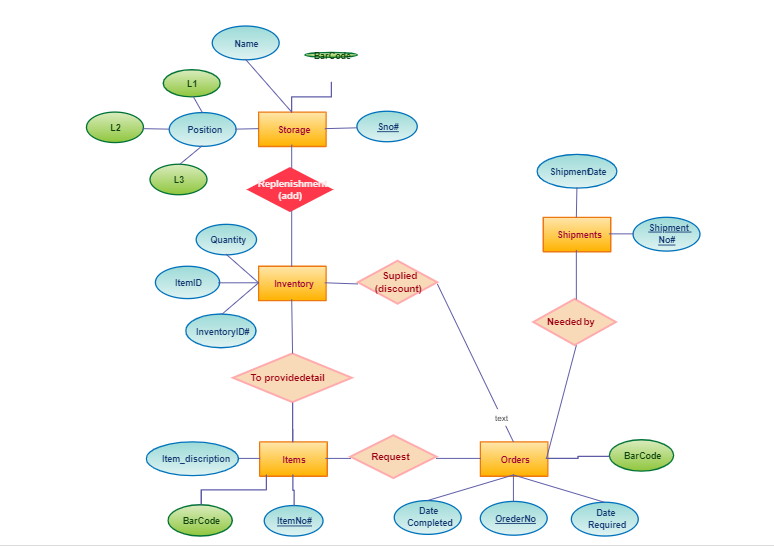 Name
BarCode
L1
L2
Position
Storage
Sno#
L3
Replenishment
(add)
ShipmentDate
Shipments
Shipment
No#
Quantity
ItemID
Inventory
InventoryID#
Suplied
(discount)
Needed by
To providedetail
text
Item_discription
Items
Request
Orders
BarCode
BarCode
ItemNo#
Date
Completed
OrederNo
Date
Required